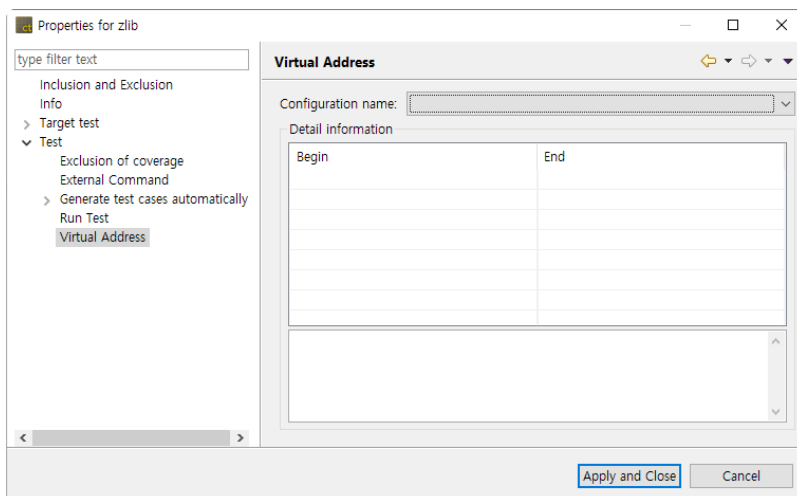 ct Properties for zlib
type filter text
Inclusion and Exclusion
Info
Target test
Test
Exclusion of coverage
External Command
Generate test cases automatically
Run Test
Virtual Address
Virtual Address
Configuration name:
Detail information
Begin End
Apply and Close Cancel